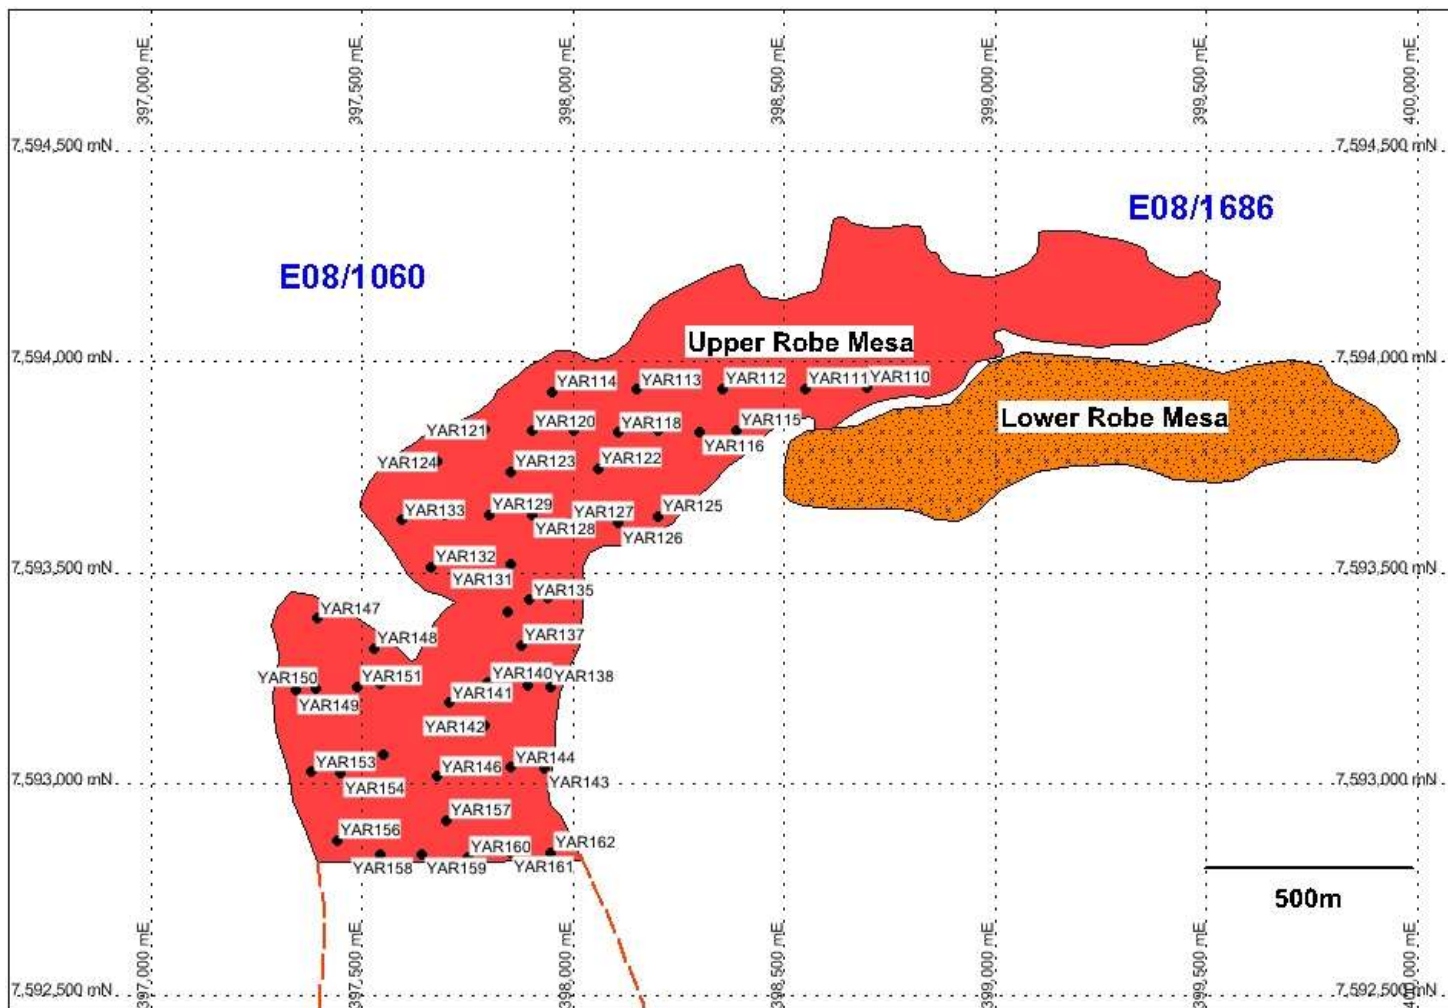 397,000 mE
397,500 mE
398,000 mE
398,500 mE
399,000 mE
399,500 mE
400,000 mE
7,594,500 mN
7,594,500 mN
E08/1686
E08/1060
Upper Robe Mesa
7,594,000 mN
7,594,000 mN
YAR114
YAR113
YAR112
YAR111
YAR110
Lower Robe Mesa
YAR121
YAR120
YAR118
YAR115
YAR116
YAR124
YAR123
YAR122
YAR133
YAR129
YAR127
YAR125
YAR128
YAR126
YAR132
7,593,500 mN
7,593,500 mN
YAR131
YAR135
YAR147
YAR148
YAR137
YAR150
YAR151
YAR140
YAR138
YAR149
YAR141
YAR142
YAR153
YAR146
YAR144
7,593,000 mN
7,593,000 mN
YAR154
YAR143
YAR157
YAR156
YAR160
YAR162
YAR158
YAR159
YAR161
500m
397,000 mE
397,500 mE
398,000 mE
398,500 mE
399,000 mE
399,500 mE
400,000 mE
7,592,500 mN
7,592,500 mN